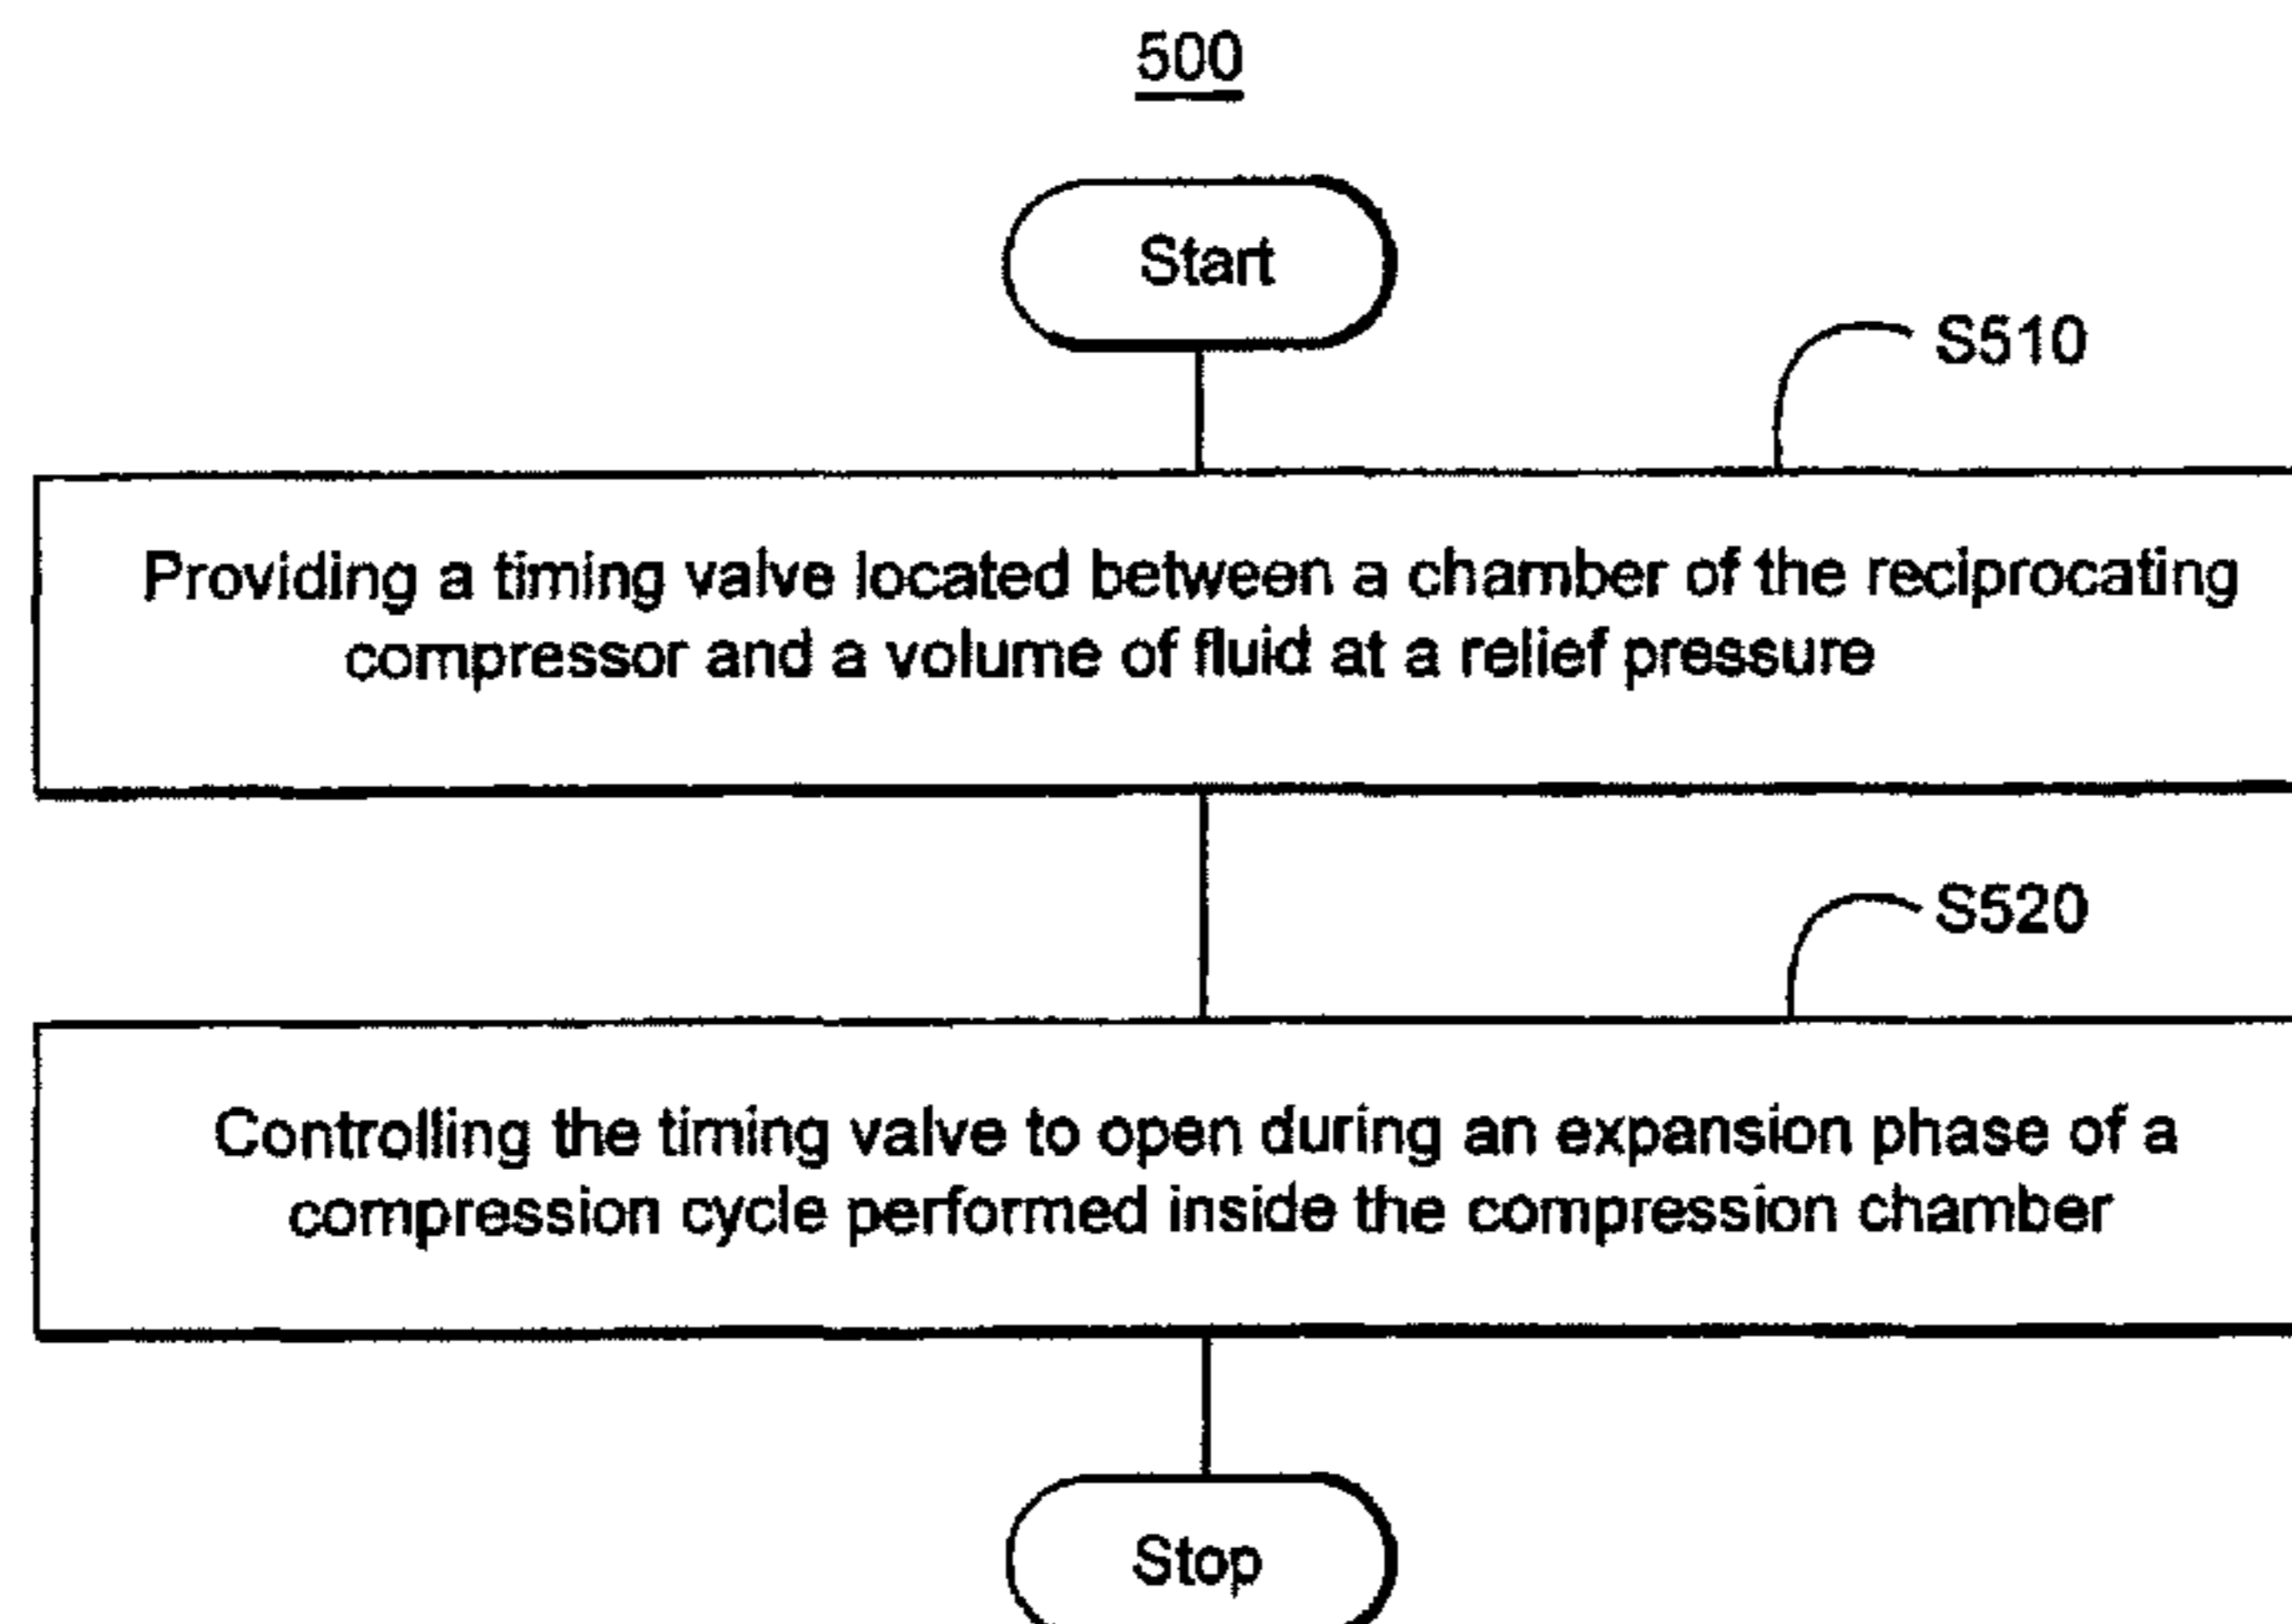 500
Start
S510
Providing a timing valve located between a chamber of the reciprocating
compressor and a volume of fluid at a relief pressure
S520
Controlling the timing valve to open during an expansion phase of a
compression cycle performed inside the compression chamber
Stop